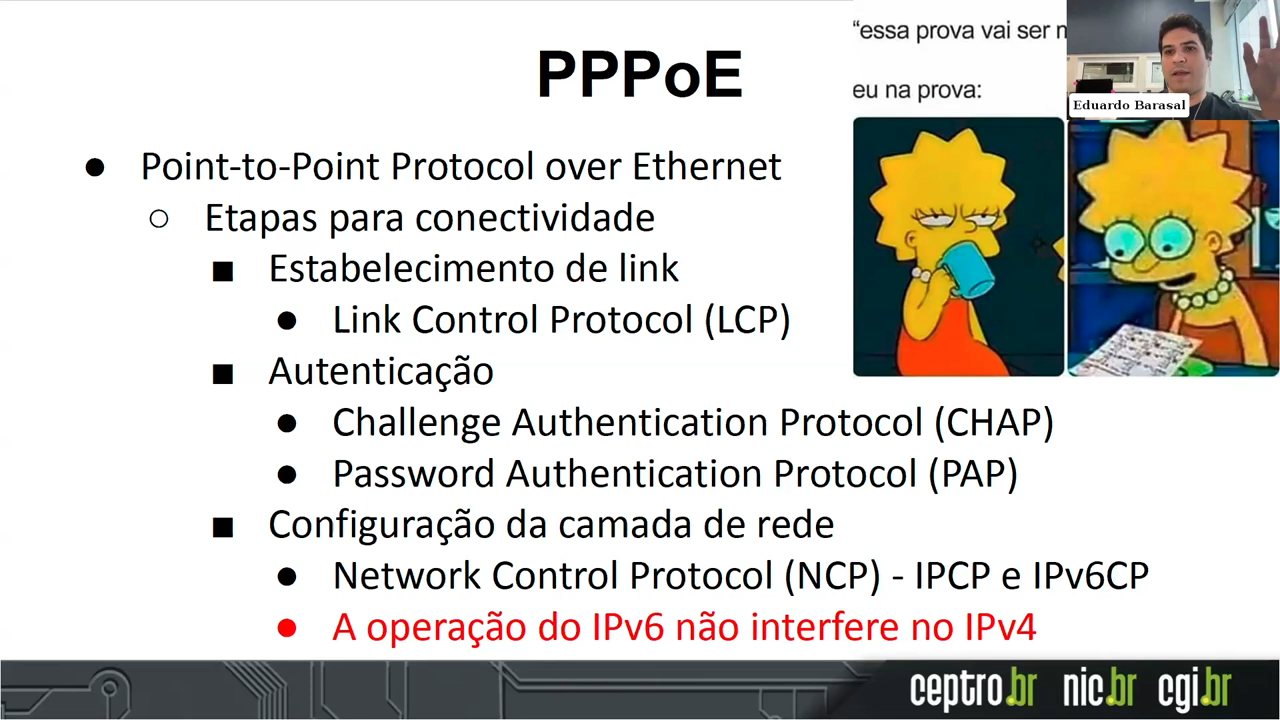 PPPoE
“essa prova vai ser
eu na prova:
Eduardo Barasal
● Point-to-Point Protocol over Ethernet
○ Etapas para conectividade
■ Estabelecimento de link
● Link Control Protocol (LCP)
■ Autenticação
● Challenge Authentication Protocol (CHAP)
● Password Authentication Protocol (PAP)
■ Configuração da camada de rede
● Network Control Protocol (NCP) - IPCP e IPv6CP
● A operação do IPv6 não interfere no IPv4
ceptro.br nic.br cgi.br